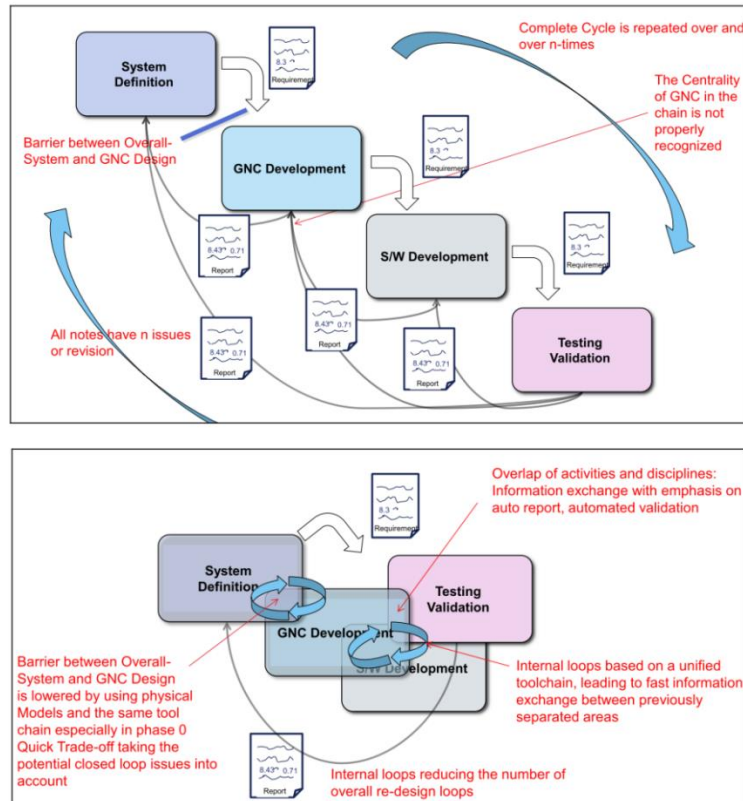 Complete Cycle is repeated over and
over n-times
System
Definition
8.3
Requirement
The Centrality
of GNC in the
chain is not
properly
recognized
Barrier between Overall-
System and GNC Design
GNC Development
Requirement
S/W Development
8.3
Requirement
8.43 0.71
Report
All notes have n issues
or revision
8.43 0.71
Report
8.43 0.71
Report
8.43 0.71
Report
Testing
Validation
Overlap of activities and disciplines:
Information exchange with emphasis on
auto report, automated validation
8.3
Requirement
System
Definition
Testing
Validation
GNC Development
S/W Development
Barrier between Overall-
System and GNC Design
is lowered by using physical
Models and the same tool
chain especially in phase 0
Quick Trade-off taking the
potential closed loop issues into
account
Internal loops based on a unified
toolchain, leading to fast information
exchange between previously
separated areas
8.43 0.71
Report
Internal loops reducing the number of
overall re-design loops